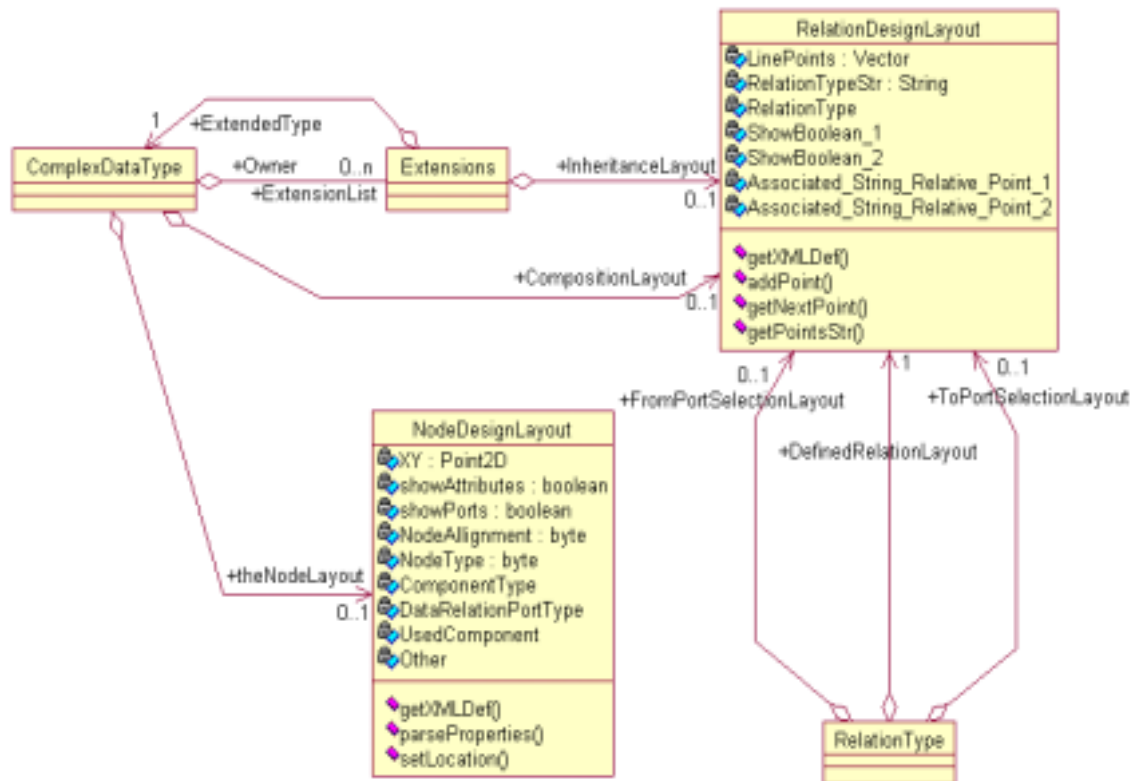 RelationDesignLayout
LinePoints : Vector
RelationTypeStr : String
RelationType
ShowBoolean_1
ShowBoolean_2
Associated_String_Relative_Point_1
Associated_String_Relative_Point_2
getXMLDef()
addPoint()
getNextPoint()
getPointsStr()
1
+ExtendedType
ComplexDataType
+Owner
0..n
+ExtensionList
Extensions
+InheritanceLayout
0..1
+CompositionLayout
0..1
0..1
+FromPortSelectionLayout
1
+DefinedRelationLayout
0..1
+ToPortSelectionLayout
NodeDesignLayout
XY : Point2D
showAttributes : boolean
showPorts : boolean
NodeAllignment : byte
NodeType : byte
ComponentType
DataRelationPortType
UsedComponent
Other
getXMLDef()
parseProperties()
setLocation()
+theNodeLayout
0..1
RelationType